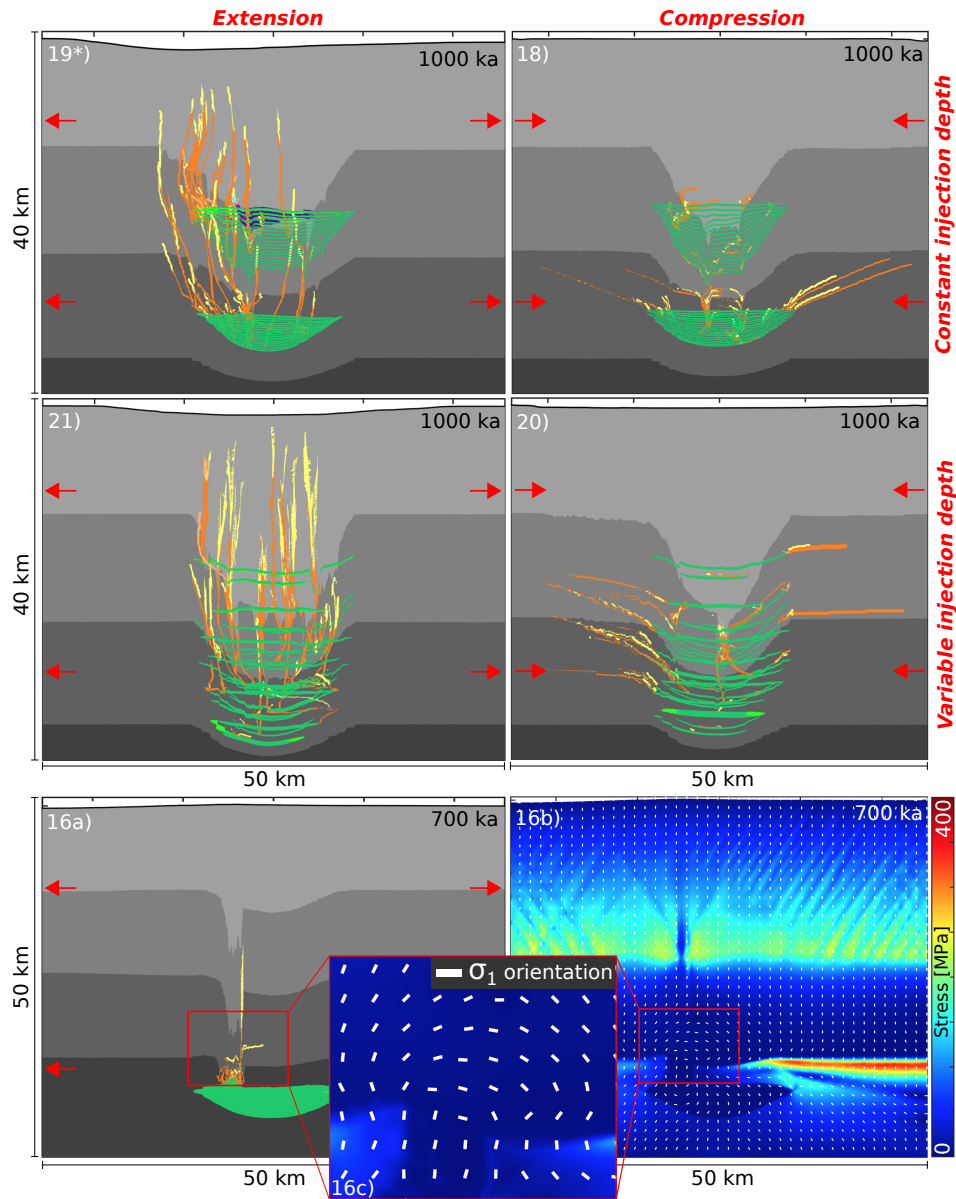 Extension
Compression
19*)
1000 ka
18)
1000 ka
40 km
Constant injection depth
21)
1000 ka
20)
1000 ka
40 km
Variable injection depth
50 km
50 km
16a)
700 ka
16b)
700 ka
400
50 km
σ1 orientation
Stress [MPa]
0
16c)
50 km
50 km